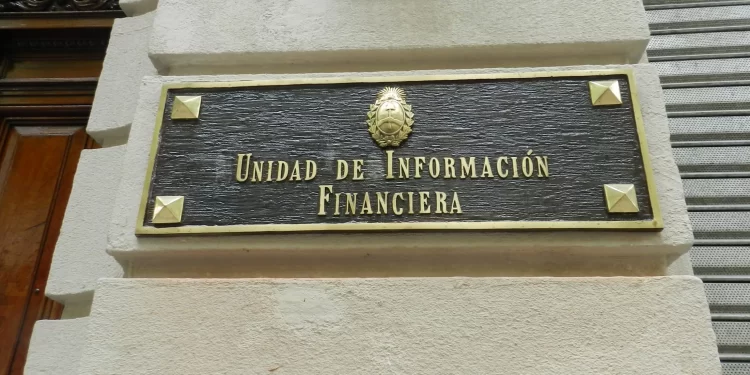 UNIDAD DE INFORMACIÓN
FINANCIERA